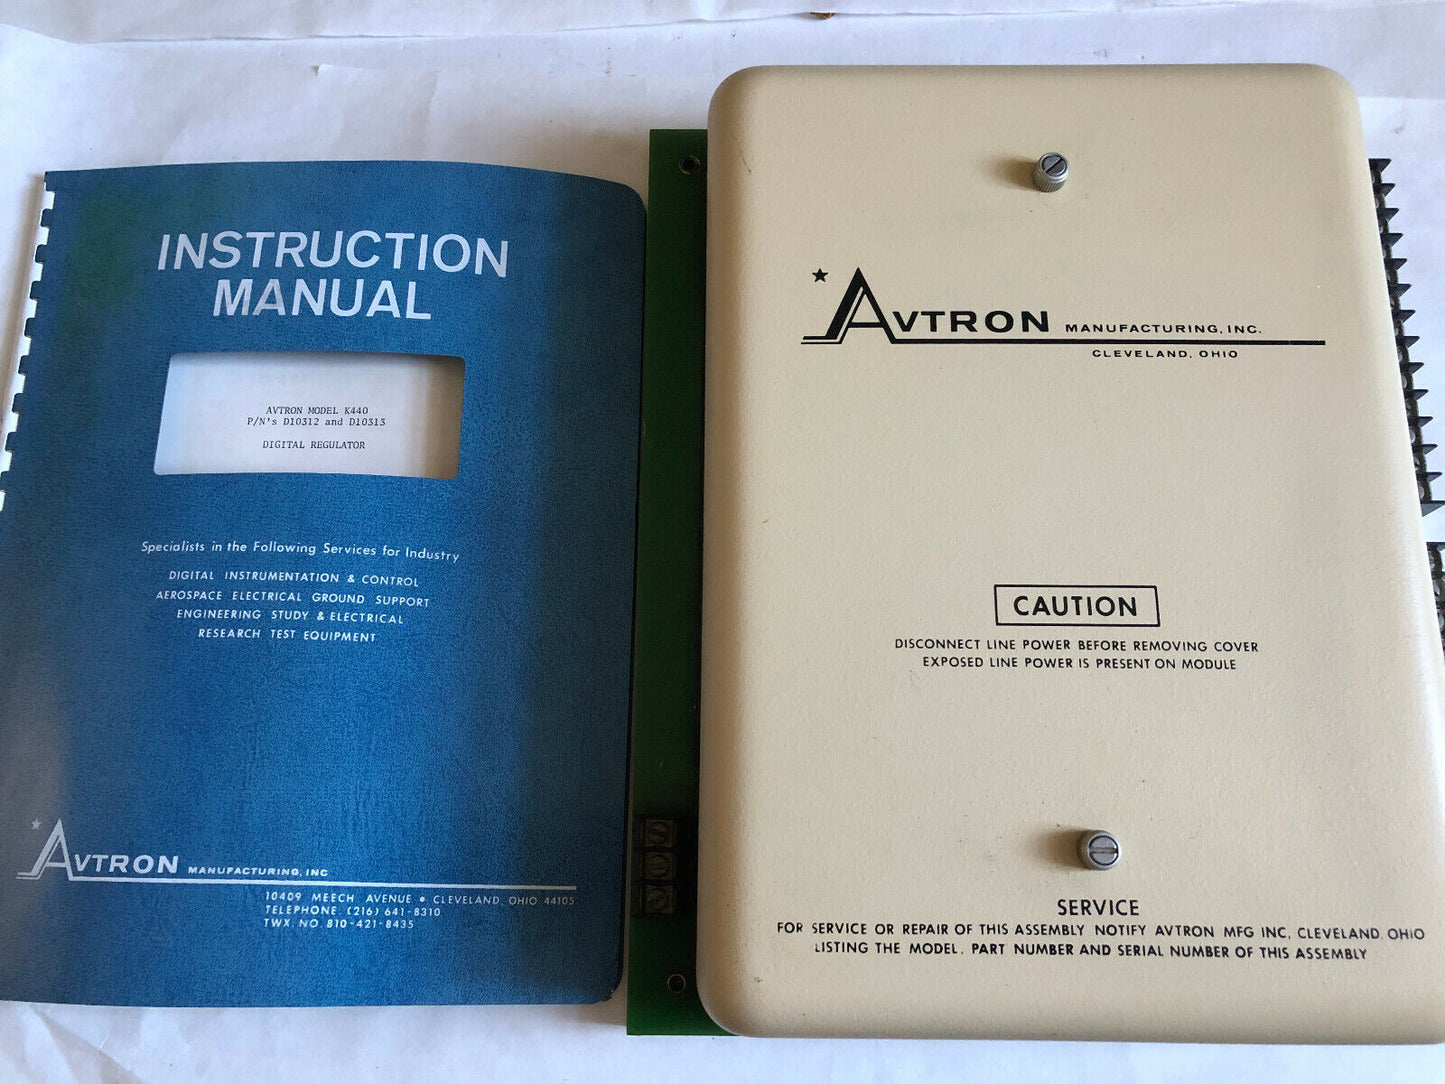 INSTRUCTION
MANUAL
AVTRON MODEL K440
P/N's D10312 and D10313
DIGITAL REGULATOR
Specialists in the Following Services for Industry
DIGITAL INSTRUMENTATION & CONTROL
AEROSPACE ELECTRICAL GROUND SUPPORT
ENGINEERING STUDY & ELECTRICAL
RESEARCH TEST EQUIPMENT
AVTRON MANUFACTURING, INC
10409 MEECH AVENUE • CLEVELAND, OHIO 44105
TELEPHONE. (216) 641-8310
TWX. NO. 810-421-8435
AVTRON MANUFACTURING, INC.
CLEVELAND, OHIO
CAUTION
DISCONNECT LINE POWER BEFORE REMOVING COVER
EXPOSED LINE POWER IS PRESENT ON MODULE
SERVICE
FOR SERVICE OR REPAIR OF THIS ASSEMBLY NOTIFY AVTRON MFG INC, CLEVELAND, OHIO
LISTING THE MODEL, PART NUMBER AND SERIAL NUMBER OF THIS ASSEMBLY